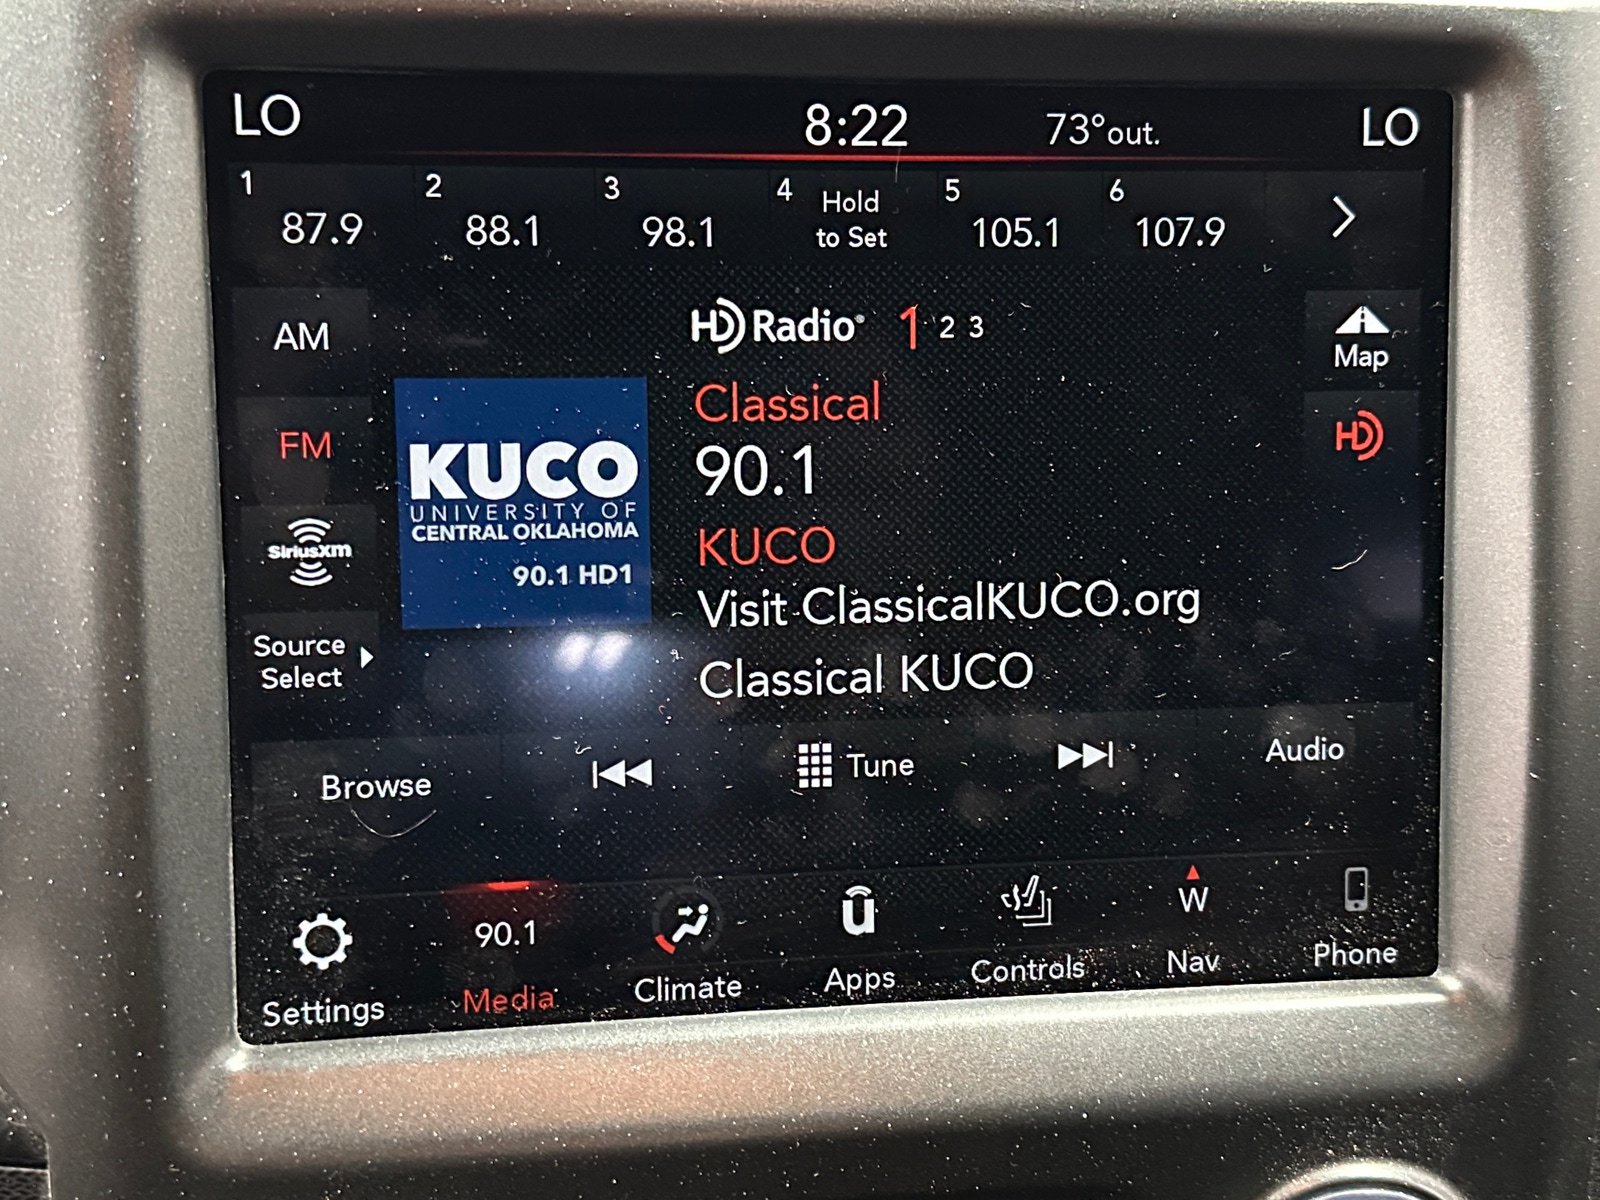 LO 8:22 73°out. LO
1 2 3 4 5 6
87.9 88.1 98.1 Hold to Set 105.1 107.9
HD Radio® 1 2 3
AM
Map
Classical
FM
HD
90.1
KUCO
UNIVERSITY OF
CENTRAL OKLAHOMA
90.1 HD1
KUCO
SiriusXM
Visit ClassicalKUCO.org
Source
Select
Classical KUCO
Browse Tune Audio
90.1 u W
Settings Media Climate Apps Controls Nav Phone